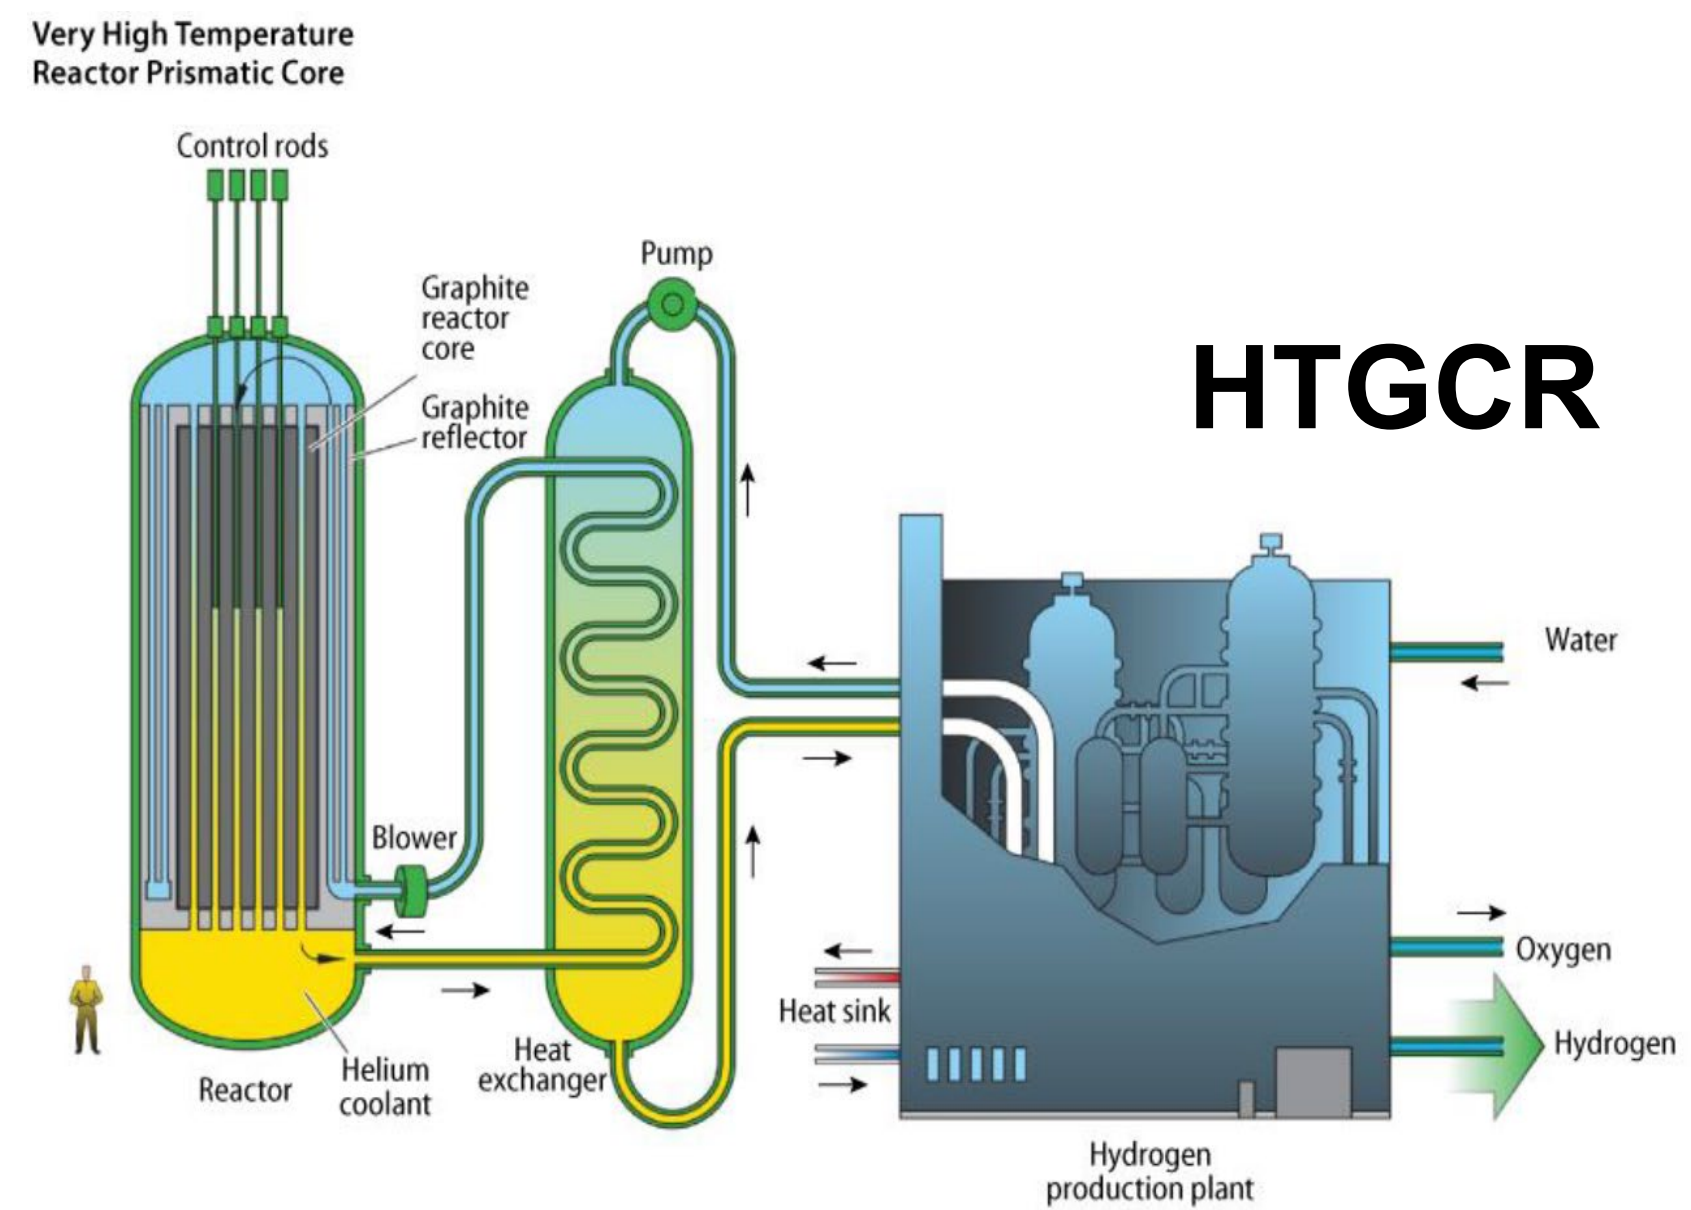 Very High Temperature
Reactor Prismatic Core
Control rods
Pump
Graphite
reactor
core
Graphite
reflector
HTGCR
Water
Blower
Oxygen
Heat sink
Hydrogen
Heat
exchanger
Helium
coolant
Reactor
Hydrogen
production plant